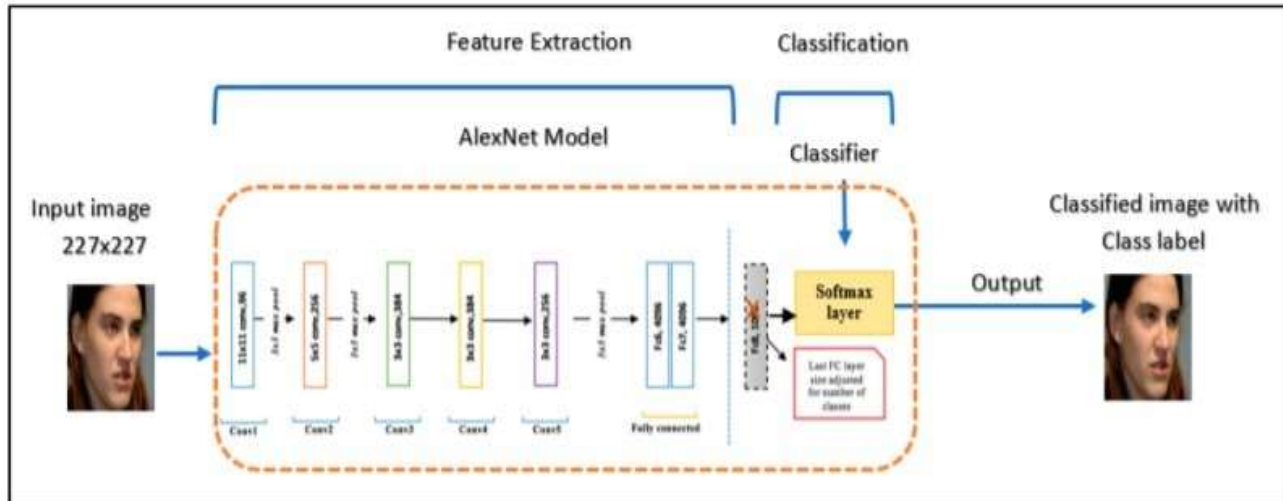 Feature Extraction
Classification
AlexNet Model
Classifier
Input image
227x227
Classified image with
Class label
11x11 conv,96
3x3 max pool
5x5 conv,256
3x3 max pool
3x3 conv,384
3x3 conv,384
3x3 conv,256
3x3 max pool
Fc6, 4096
Fc7, 4096
Fc8,
Softmax
layer
Output
Last FC layer
size adjusted
for number of
classes
Conv1
Conv2
Conv3
Conv4
Conv5
Fully connected